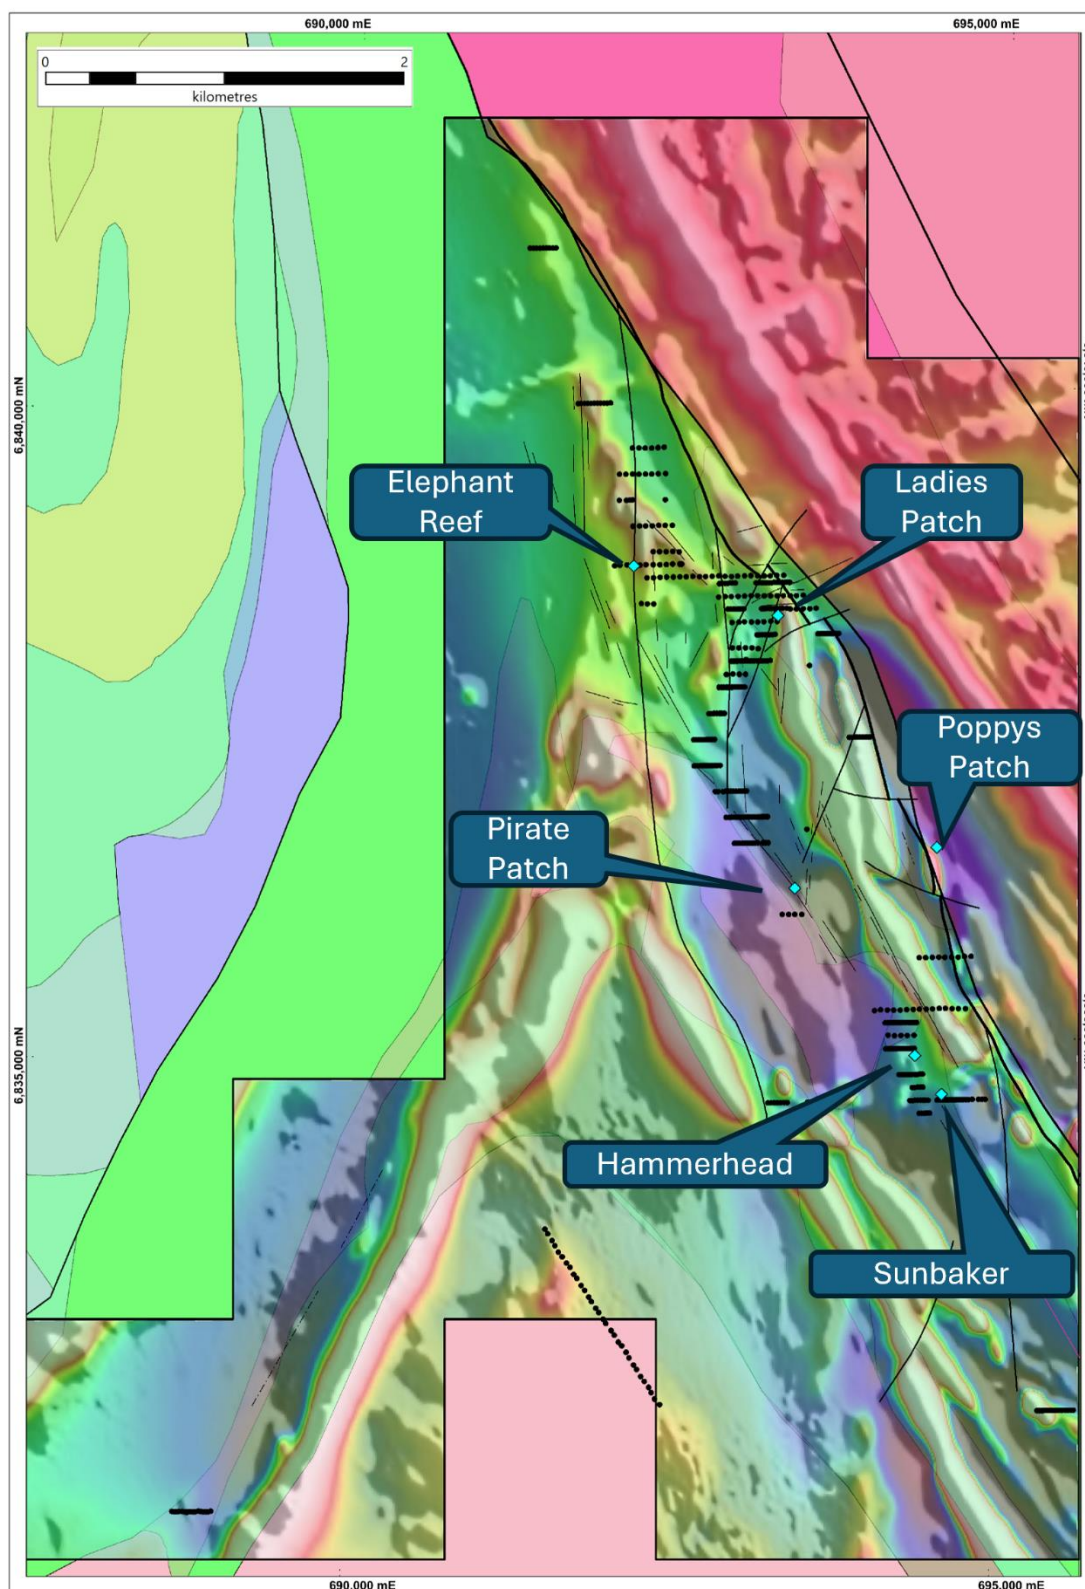 690,000 mE
695,000 mE
0
2
kilometres
6,840,000 mN
Elephant
Reef
Ladies
Patch
Poppys
Patch
Pirate
Patch
6,835,000 mN
Hammerhead
Sunbaker
690,000 mE
695,000 mE